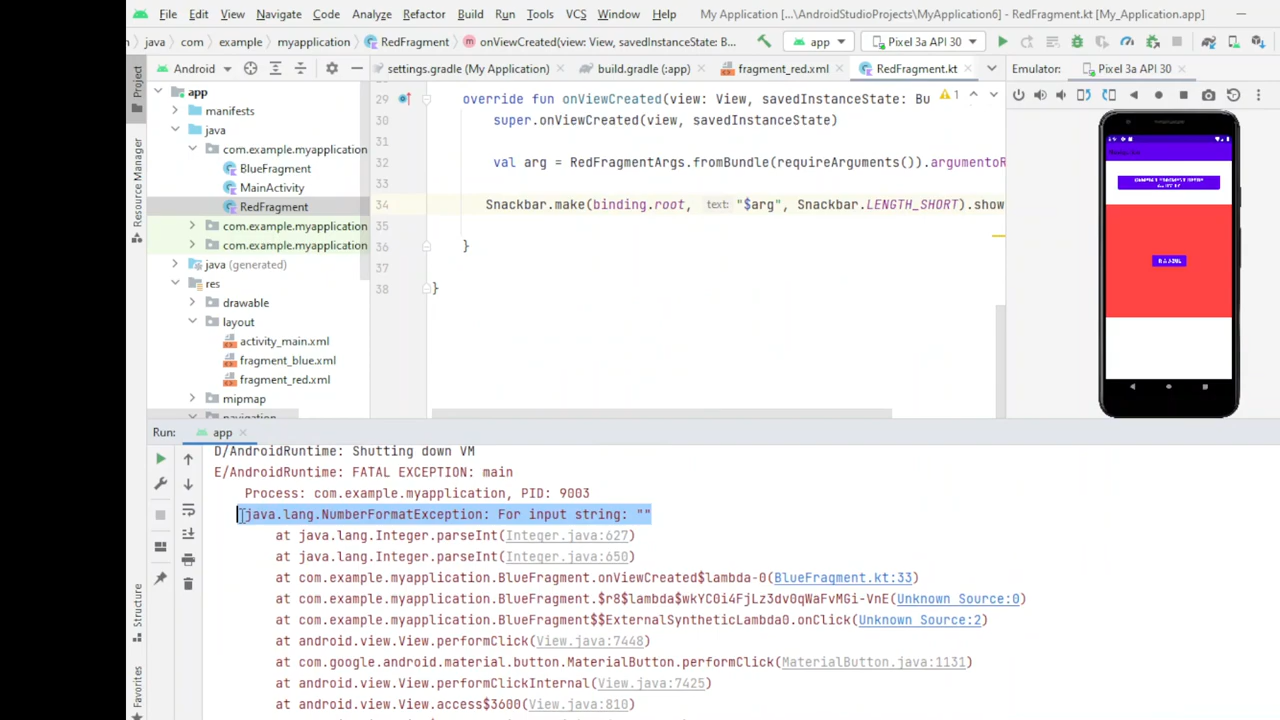 File Edit View Navigate Code Analyze Refactor Build Run Tools VCS Window Help My Application [...\AndroidStudioProjects\MyApplication6] - RedFragment.kt [My_Application.app]
java com example myapplication RedFragment onViewCreated(view: View, savedInstanceState: B... app Pixel 3a API 30
Project
Android
settings.gradle (My Application) build.gradle (:app) fragment_red.xml RedFragment.kt
Emulator: Pixel 3a API 30
app
manifests
java
com.example.myapplication
BlueFragment
MainActivity
RedFragment
com.example.myapplication
com.example.myapplication
java (generated)
res
drawable
layout
activity_main.xml
fragment_blue.xml
fragment_red.xml
mipmap
navigation
Resource Manager
29 override fun onViewCreated(view: View, savedInstanceState: Bu 1
30 super.onViewCreated(view, savedInstanceState)
31
32 val arg = RedFragmentArgs.fromBundle(requireArguments()).argumentoR
33
34 Snackbar.make(binding.root, text: "$arg", Snackbar.LENGTH_SHORT).show
35
36 }
37
38 }
Run: app
D/AndroidRuntime: Shutting down VM
E/AndroidRuntime: FATAL EXCEPTION: main
Process: com.example.myapplication, PID: 9003
java.lang.NumberFormatException: For input string: ""
at java.lang.Integer.parseInt(Integer.java:627)
at java.lang.Integer.parseInt(Integer.java:650)
at com.example.myapplication.BlueFragment.onViewCreated$lambda-0(BlueFragment.kt:33)
at com.example.myapplication.BlueFragment.$r8$lambda$wkYC0i4FjLz3dv0qWaFvMGi-VnE(Unknown Source:0)
at com.example.myapplication.BlueFragment$$ExternalSyntheticLambda0.onClick(Unknown Source:2)
at android.view.View.performClick(View.java:7448)
at com.google.android.material.button.MaterialButton.performClick(MaterialButton.java:1131)
at android.view.View.performClickInternal(View.java:7425)
at android.view.View.access$3600(View.java:810)
Structure
Favorites